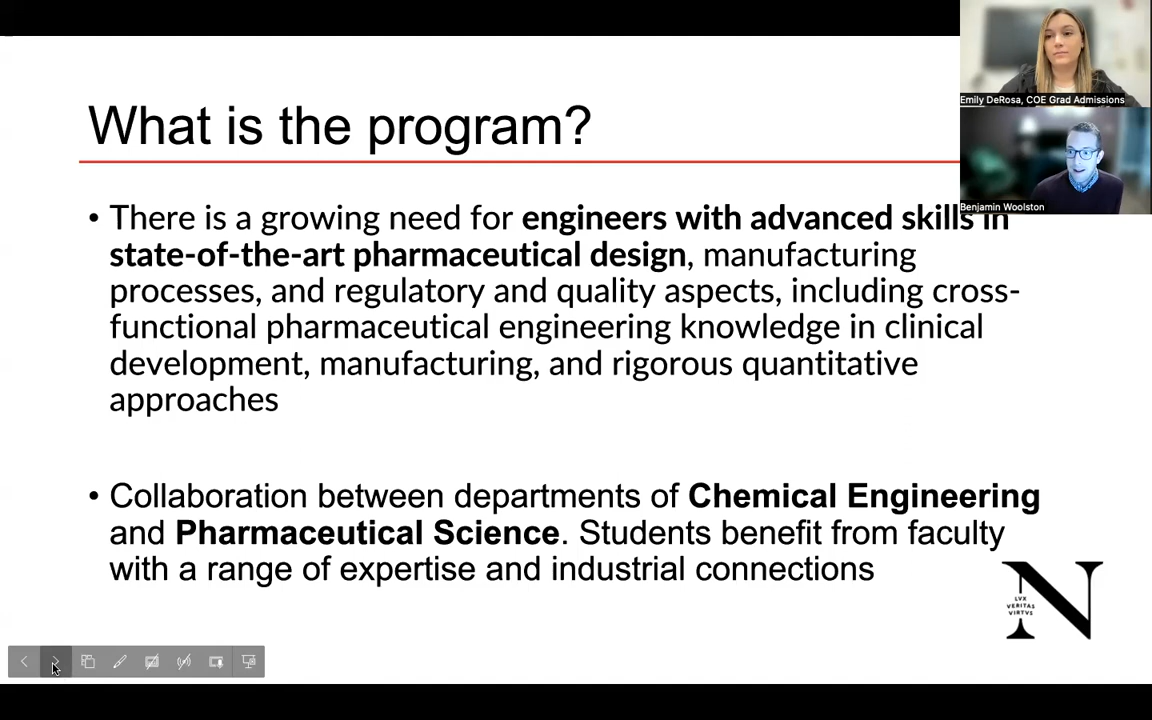 What is the program?
Emily DeRosa, COE Grad Admissions
Benjamin Woolston
• There is a growing need for engineers with advanced skills in
state-of-the-art pharmaceutical design, manufacturing
processes, and regulatory and quality aspects, including cross-
functional pharmaceutical engineering knowledge in clinical
development, manufacturing, and rigorous quantitative
approaches
• Collaboration between departments of Chemical Engineering
and Pharmaceutical Science. Students benefit from faculty
with a range of expertise and industrial connections
N
LVX
VERITAS
VIRTVS